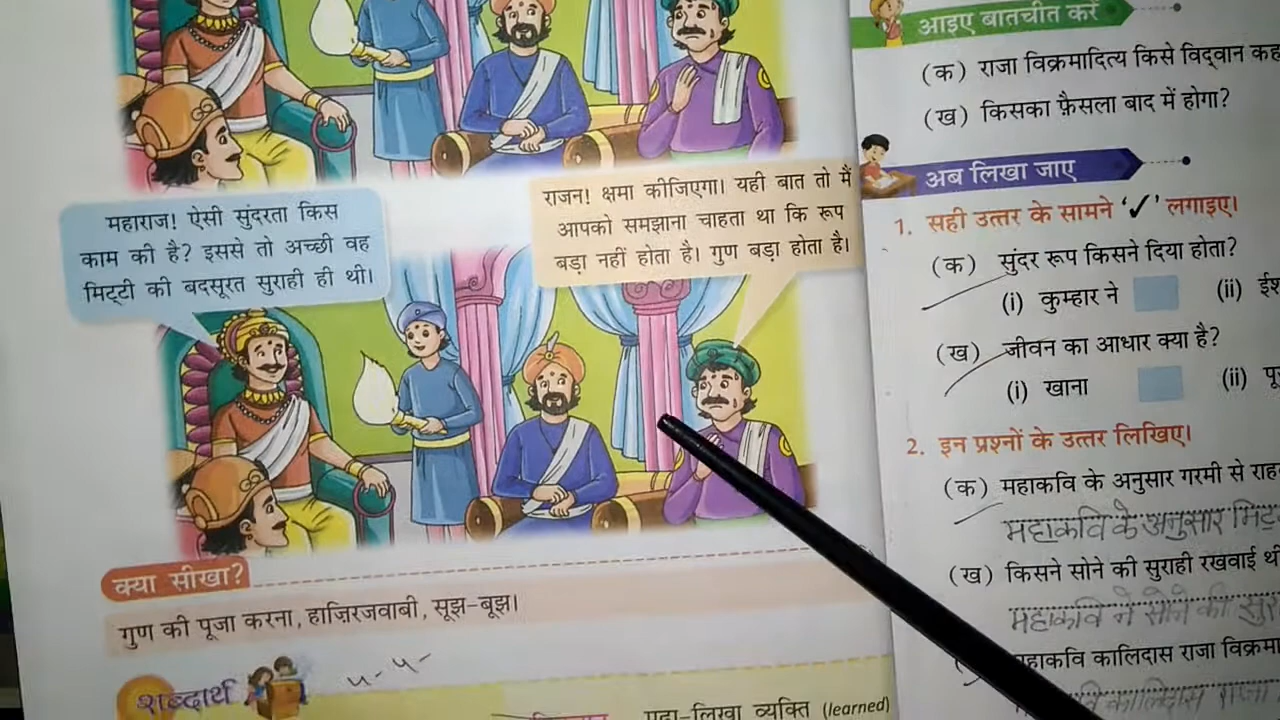 महाराज! ऐसी सुंदरता किस
काम की है? इससे तो अच्छी वह
मिट्टी की बदसूरत सुराही ही थी।
राजन! क्षमा कीजिएगा। यही बात तो मैं
आपको समझाना चाहता था कि रूप
बड़ा नहीं होता है। गुण बड़ा होता है।
क्या सीखा?
गुण की पूजा करना, हाज़िरजवाबी, सूझ-बूझ।
शब्दार्थ
पढ़ा-लिखा व्यक्ति (learned)
आइए बातचीत करें
(क) राजा विक्रमादित्य किसे विद्वान
(ख) किसका फ़ैसला बाद में होगा?
अब लिखा जाए
1. सही उत्तर के सामने ‘✓’ लगाइए।
(क) सुंदर रूप किसने दिया होता?
(i) कुम्हार ने (ii)
(ख) जीवन का आधार क्या है?
(i) खाना (ii)
2. इन प्रश्नों के उत्तर लिखिए।
(क) महाकवि के अनुसार गरमी से
महाकवि के अनुसार
(ख) किसने सोने की सुराही रखवाई
महाकवि ने सोने की
महाकवि कालिदास राजा
कालिदास राजा